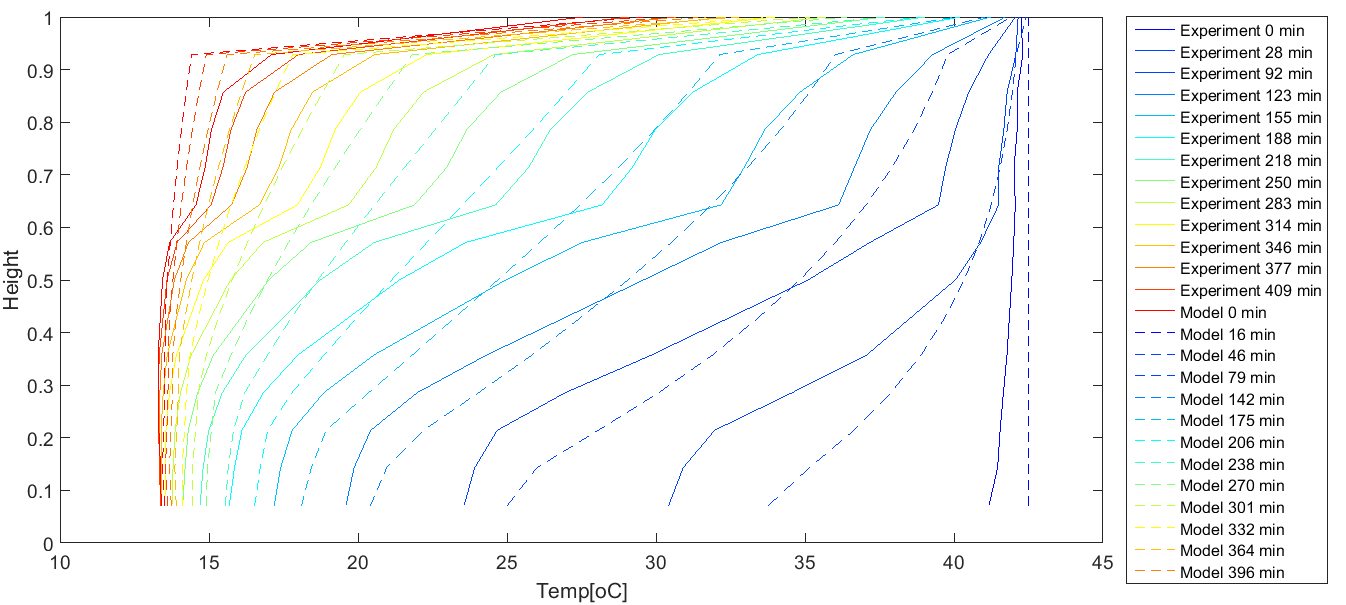 1
0.9
0.8
0.7
0.6
0.5
0.4
0.3
0.2
0.1
0
Height
10 15 20 25 30 35 40 45
Temp[oC]
Experiment 0 min
Experiment 28 min
Experiment 92 min
Experiment 123 min
Experiment 155 min
Experiment 188 min
Experiment 218 min
Experiment 250 min
Experiment 283 min
Experiment 314 min
Experiment 346 min
Experiment 377 min
Experiment 409 min
Model 0 min
Model 16 min
Model 46 min
Model 79 min
Model 142 min
Model 175 min
Model 206 min
Model 238 min
Model 270 min
Model 301 min
Model 332 min
Model 364 min
Model 396 min